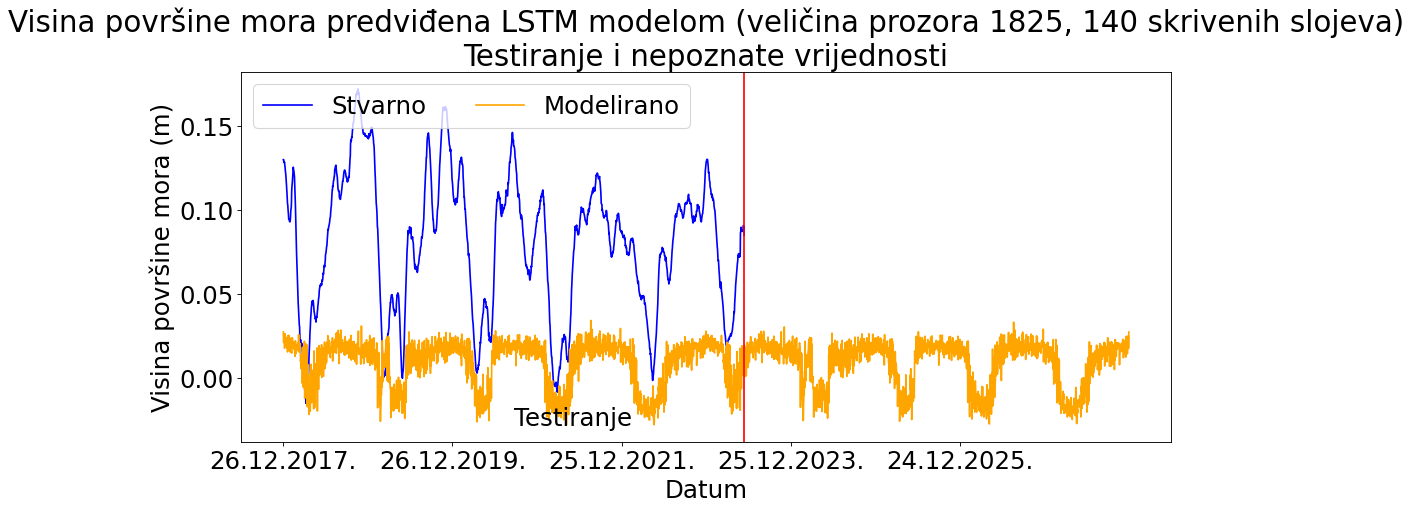 Visina površine mora predviđena LSTM modelom (veličina prozora 1825, 140 skrivenih slojeva)
Testiranje i nepoznate vrijednosti
Stvarno Modelirano
Visina površine mora (m)
0.15
0.10
0.05
0.00
Testiranje
26.12.2017. 26.12.2019. 25.12.2021. 25.12.2023. 24.12.2025.
Datum